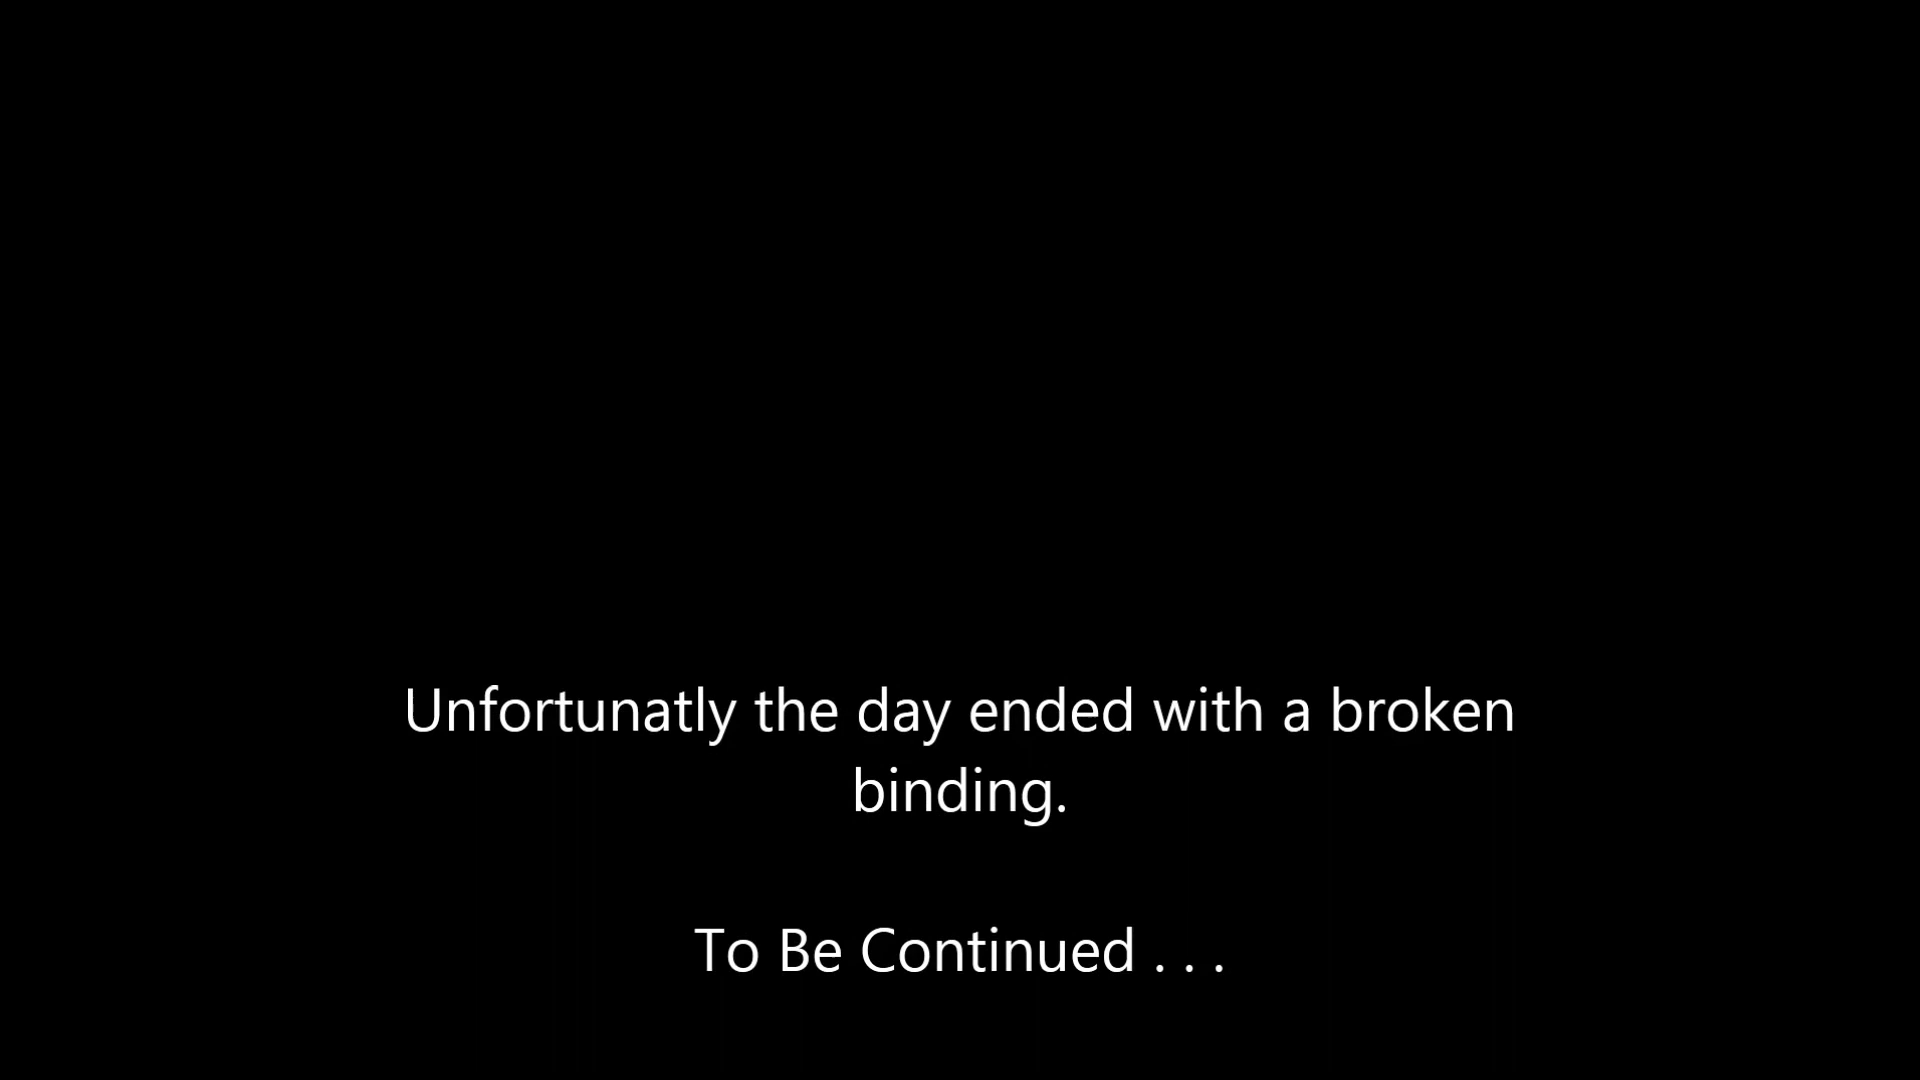 Unfortunatly the day ended with a broken
binding.
To Be Continued . . .